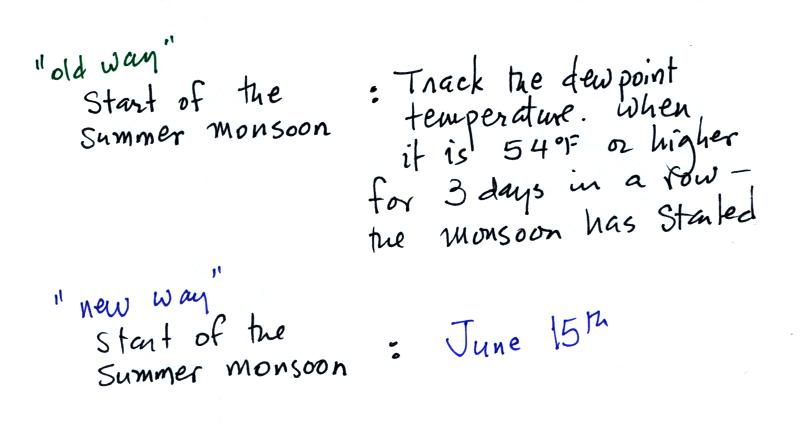 "old way"
Start of the
Summer monsoon
: Track the dewpoint
temperature. When
it is 54°F or higher
for 3 days in a row –
the monsoon has started
"new way"
Start of the
Summer monsoon
: June 15th